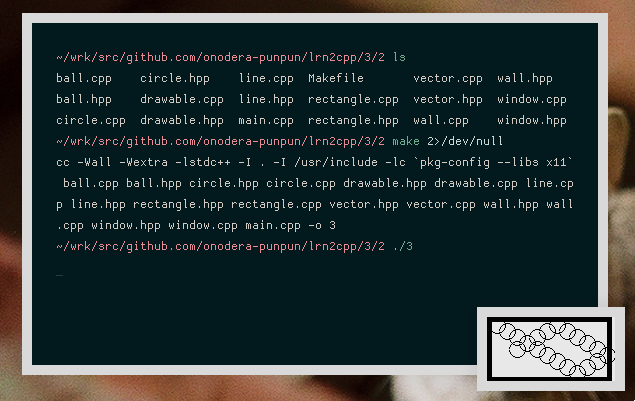 ~/wrk/src/github.com/onodera-punpun/lrn2cpp/3/2 ls
ball.cpp    circle.hpp    line.cpp  Makefile       vector.cpp  wall.hpp
ball.hpp    drawable.cpp  line.hpp  rectangle.cpp  vector.hpp  window.cpp
circle.cpp  drawable.hpp  main.cpp  rectangle.hpp  wall.cpp    window.hpp
~/wrk/src/github.com/onodera-punpun/lrn2cpp/3/2 make 2>/dev/null
cc -Wall -Wextra -lstdc++ -I . -I /usr/include -lc `pkg-config --libs x11`
 ball.cpp ball.hpp circle.hpp circle.cpp drawable.hpp drawable.cpp line.cp
p line.hpp rectangle.hpp rectangle.cpp vector.hpp vector.cpp wall.hpp wall
.cpp window.hpp window.cpp main.cpp -o 3
~/wrk/src/github.com/onodera-punpun/lrn2cpp/3/2 ./3
_